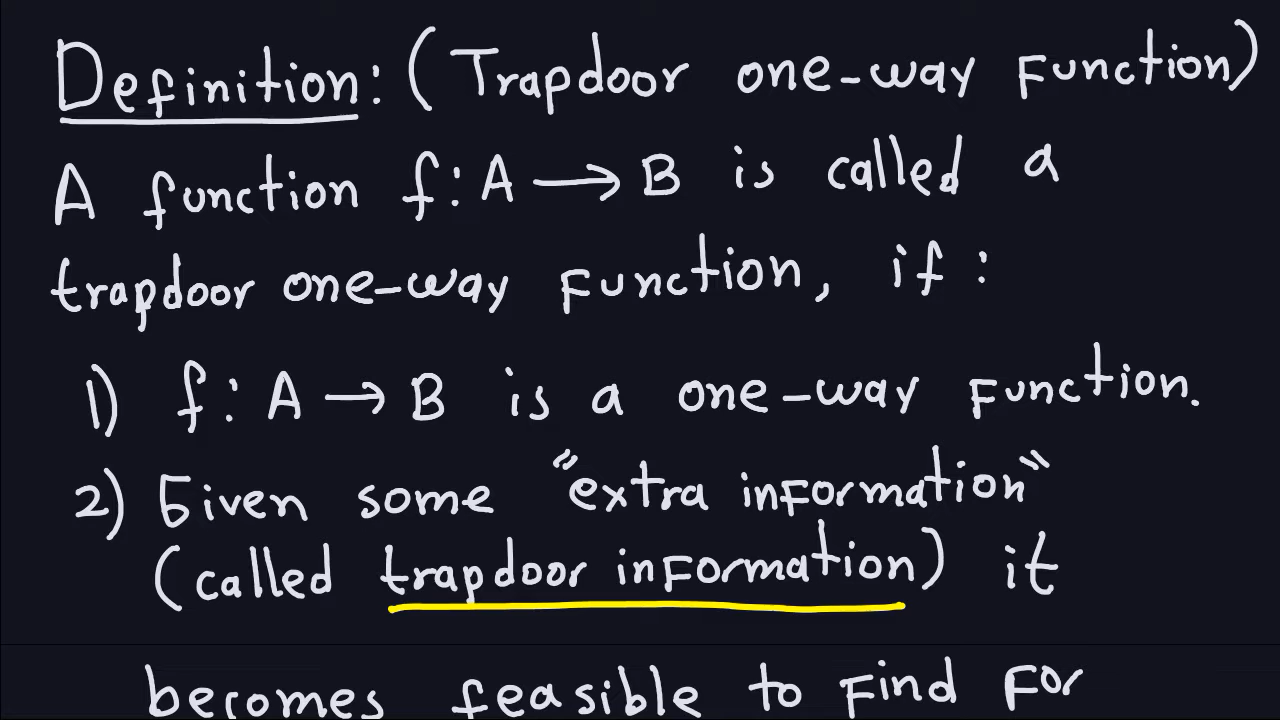 Definition: (Trapdoor one-way Function)
A function f: A → B is called a
trapdoor one-way Function, if:
1) f: A → B is a one-way Function.
2) Given some "extra information"
(called trapdoor information) it
becomes feasible to Find For